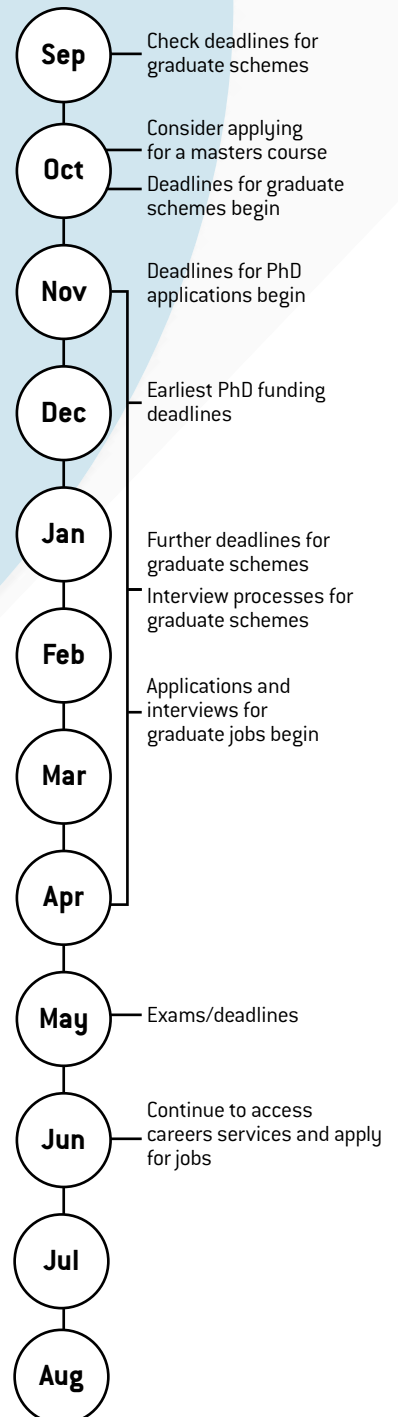 Sep
Check deadlines for
graduate schemes
Oct
Consider applying
for a masters course
Deadlines for graduate
schemes begin
Nov
Deadlines for PhD
applications begin
Dec
Earliest PhD funding
deadlines
Jan
Further deadlines for
graduate schemes
Interview processes for
graduate schemes
Feb
Applications and
interviews for
graduate jobs begin
Mar
Apr
May
Exams/deadlines
Jun
Continue to access
careers services and apply
for jobs
Jul
Aug